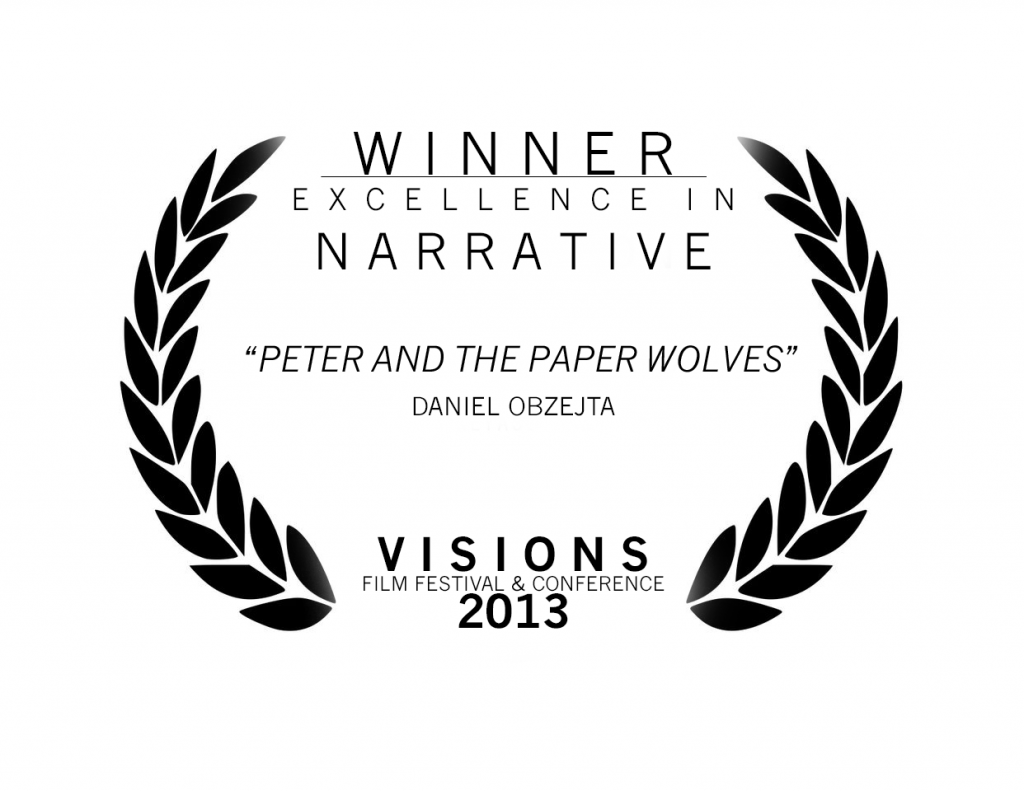 WINNER
EXCELLENCE IN
NARRATIVE
“PETER AND THE PAPER WOLVES”
DANIEL OBZEJTA
VISIONS
FILM FESTIVAL & CONFERENCE
2013